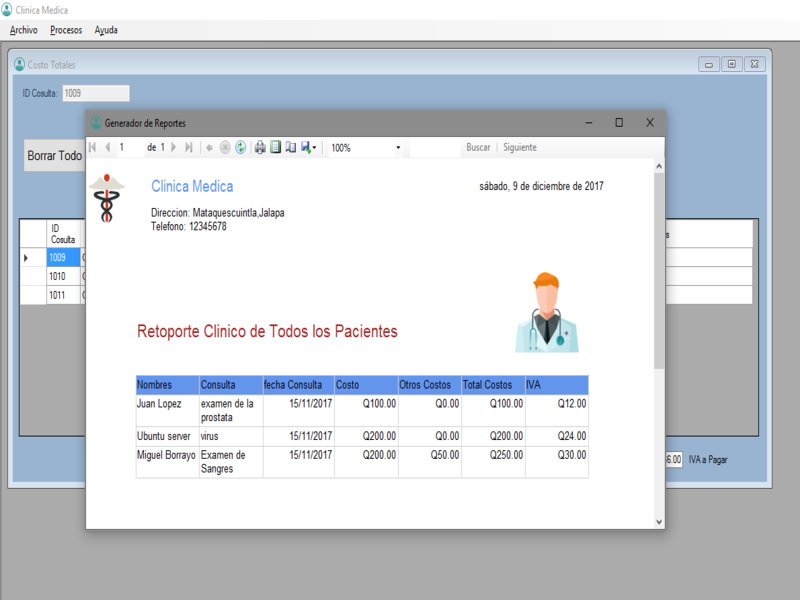 Clinica Medica
Archivo Procesos Ayuda
Costo Totales
ID Cosulta: 1009
Generador de Reportes
Borrar Todo
1 de 1 100% Buscar Siguiente
Clinica Medica
sábado, 9 de diciembre de 2017
Direccion: Mataquescuintla,Jalapa
Telefono: 12345678
ID
Cosulta
1009
1010
1011
Retoporte Clinico de Todos los Pacientes
Nombres Consulta fecha Consulta Costo Otros Costos Total Costos IVA
Juan Lopez examen de la 15/11/2017 Q100.00 Q0.00 Q100.00 Q12.00
prostata
Ubuntu server virus 15/11/2017 Q200.00 Q0.00 Q200.00 Q24.00
Miguel Borrayo Examen de 15/11/2017 Q200.00 Q50.00 Q250.00 Q30.00
Sangres
6.00 IVA a Pagar